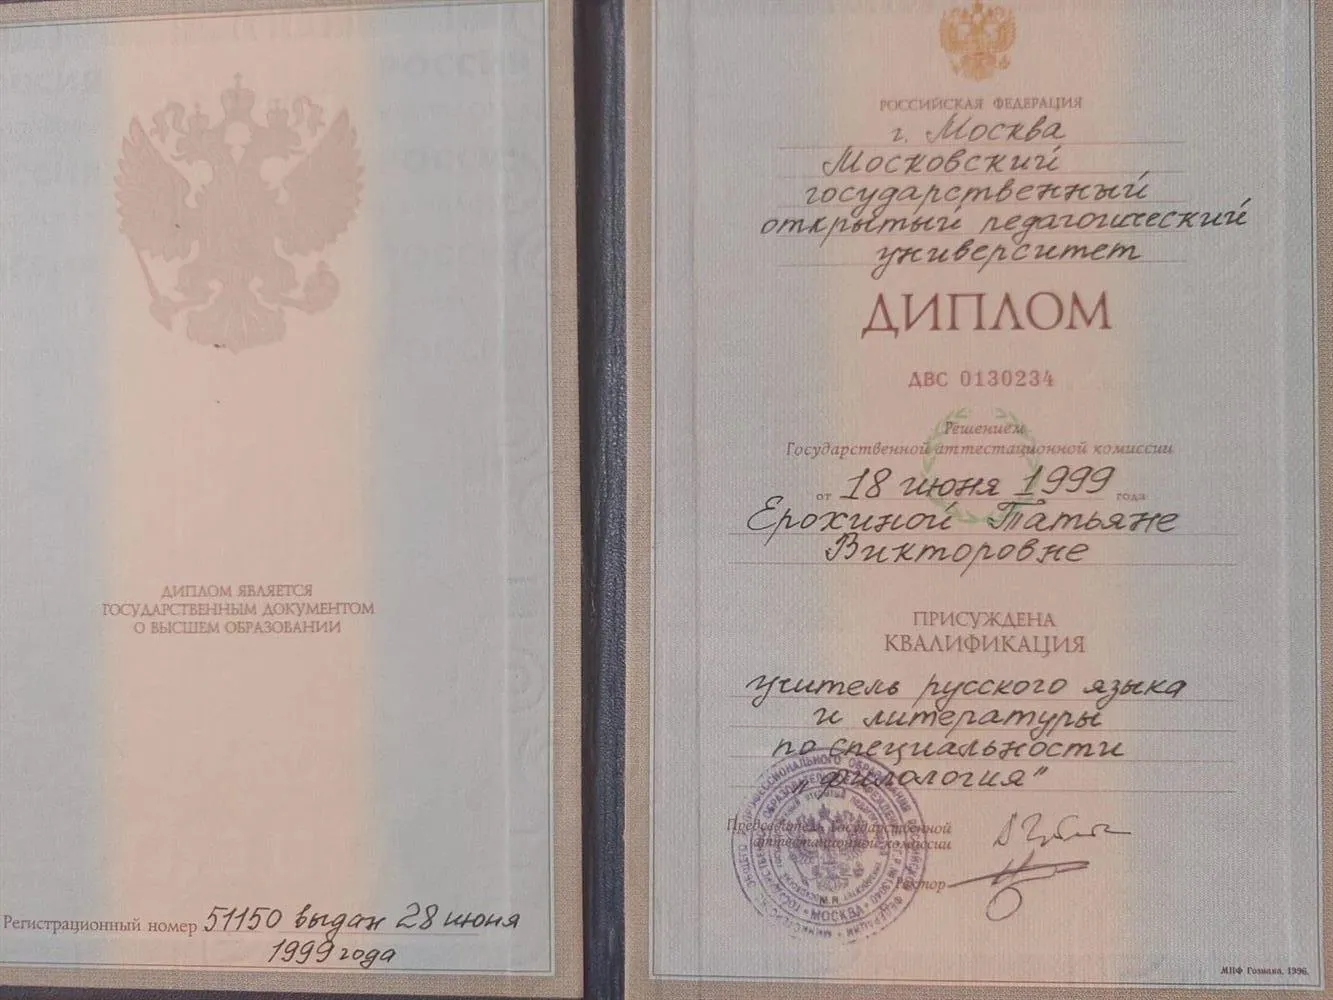 ДИПЛОМ ЯВЛЯЕТСЯ
ГОСУДАРСТВЕННЫМ ДОКУМЕНТОМ
О ВЫСШЕМ ОБРАЗОВАНИИ
Регистрационный номер 51150 выдан 28 июня
1999 года
РОССИЙСКАЯ ФЕДЕРАЦИЯ
г. Москва
Московский
государственный
открытый педагогический
университет
ДИПЛОМ
ДВС 0130234
Решением
Государственной аттестационной комиссии
от 18 июня 1999 года
Ерохиной Татьяне
Викторовне
ПРИСУЖДЕНА
КВАЛИФИКАЦИЯ
учитель русского языка
и литературы
по специальности
„филология"
Председатель Государственной
аттестационной комиссии
Ректор
МОСКВА
МПФ Гознака. 1996.